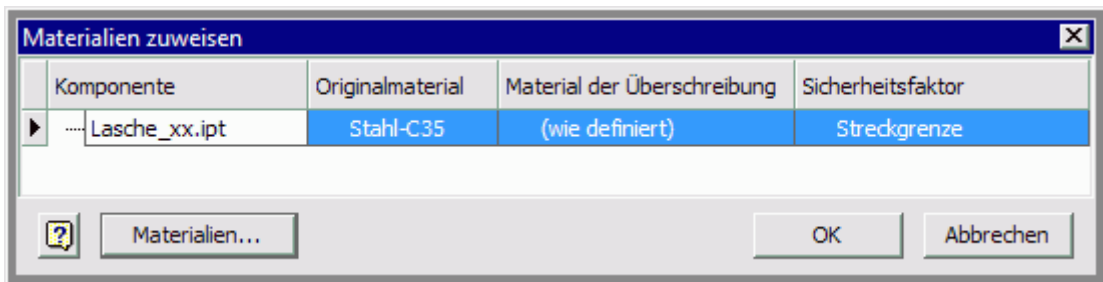 Materialien zuweisen
Komponente Originalmaterial Material der Überschreibung Sicherheitsfaktor
Lasche_xx.ipt Stahl-C35 (wie definiert) Streckgrenze
Materialien... OK Abbrechen